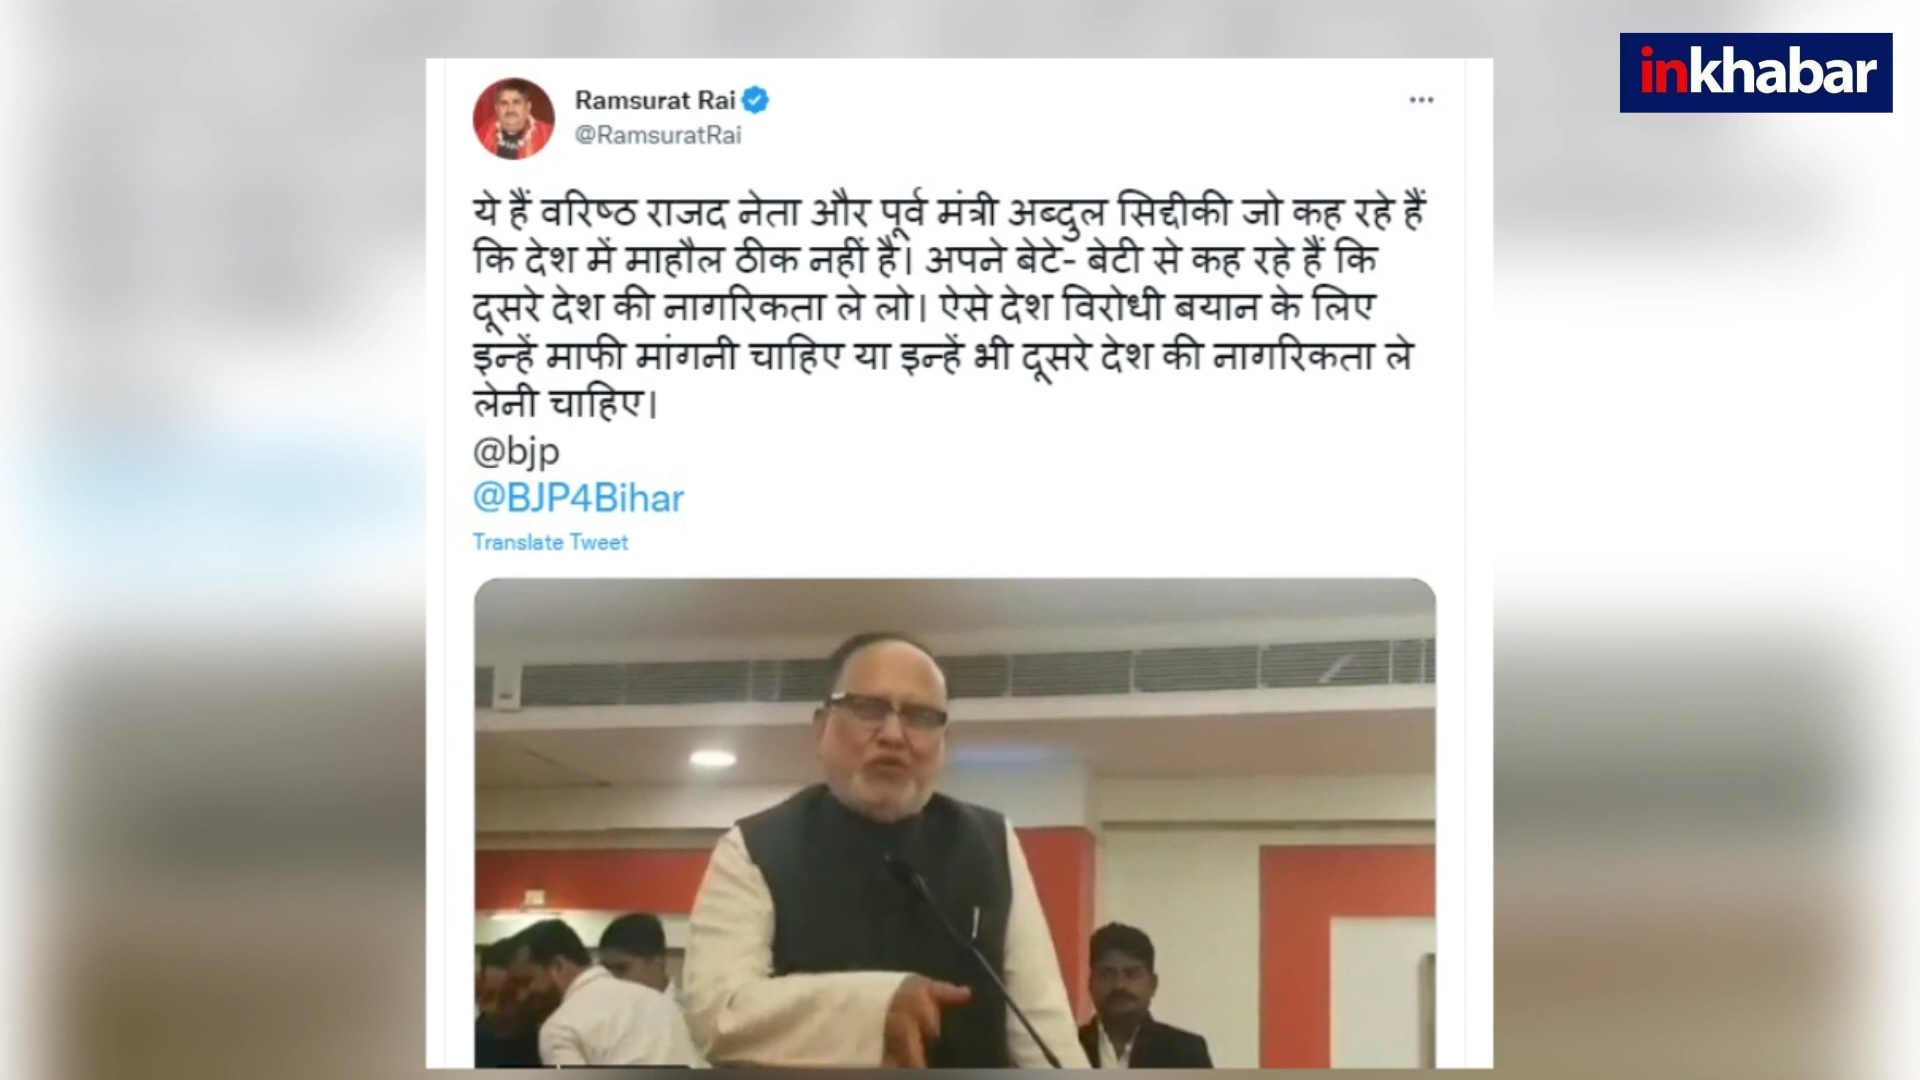 inkhabar
Ramsurat Rai
@RamsuratRai
ये हैं वरिष्ठ राजद नेता और पूर्व मंत्री अब्दुल सिद्दीकी जो कह रहे हैं
कि देश में माहौल ठीक नहीं है। अपने बेटे- बेटी से कह रहे हैं कि
दूसरे देश की नागरिकता ले लो। ऐसे देश विरोधी बयान के लिए
इन्हें माफी मांगनी चाहिए या इन्हें भी दूसरे देश की नागरिकता ले
लेनी चाहिए।
@bjp
@BJP4Bihar
Translate Tweet